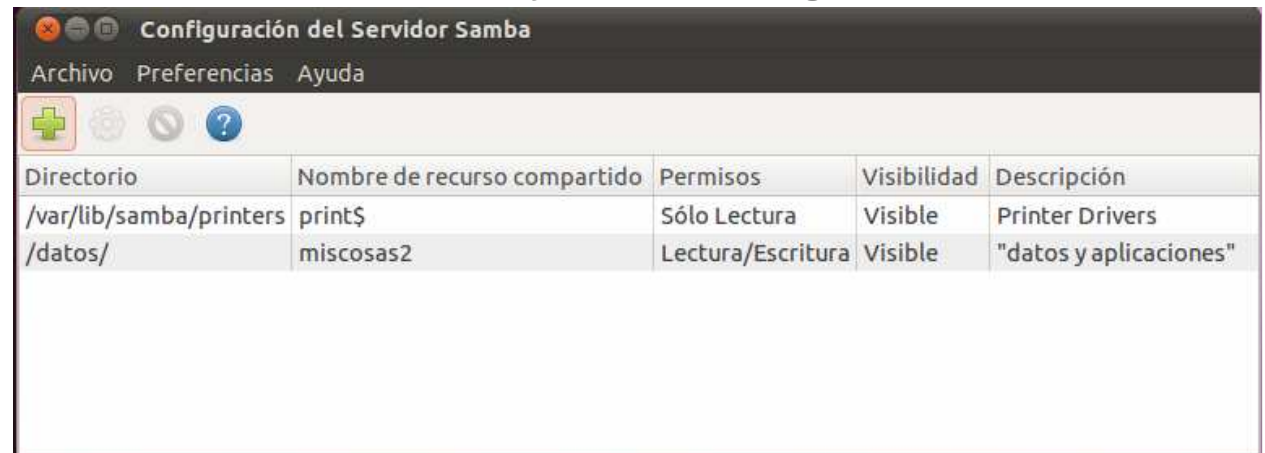 Configuración del Servidor Samba
Archivo Preferencias Ayuda
?
Directorio Nombre de recurso compartido Permisos Visibilidad Descripción
/var/lib/samba/printers print$ Sólo Lectura Visible Printer Drivers
/datos/ miscosas2 Lectura/Escritura Visible "datos y aplicaciones"